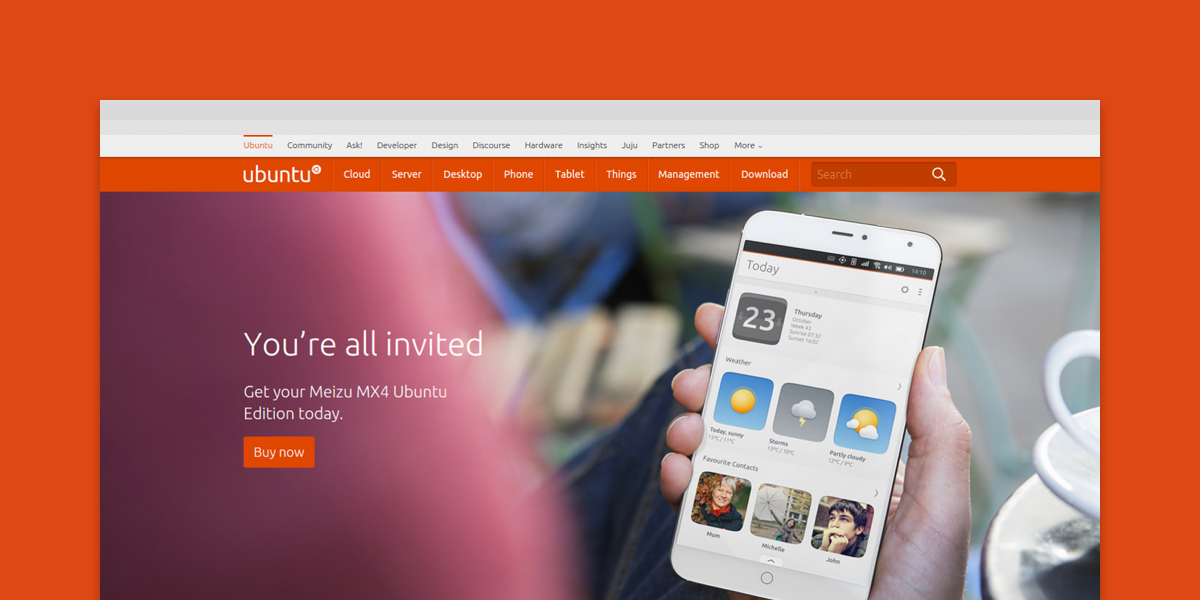 Ubuntu Community Ask! Developer Design Discourse Hardware Insights Juju Partners Shop More
ubuntu Cloud Server Desktop Phone Tablet Things Management Download Search
You're all invited
Get your Meizu MX4 Ubuntu
Edition today.
Buy now
14:10
Today
23
Thursday
October
Week 43
Sunrise 07:32
Sunset 16:02
Weather
Today, sunny
Storms
Partly cloudy
15°C / 11°C
13°C / 10°C
12°C / 9°C
Favourite Contacts
Mum
Michelle
John